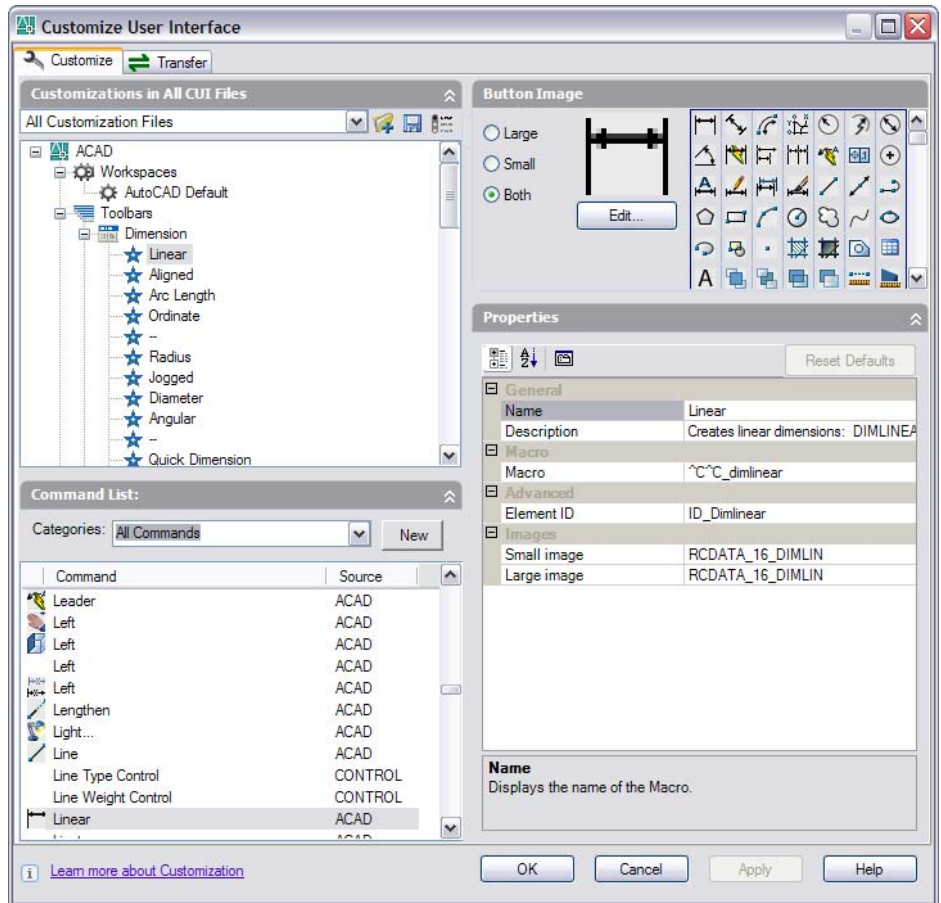 Customize User Interface
Customize
Transfer
Customizations in All CUI Files
All Customization Files
ACAD
Workspaces
AutoCAD Default
Toolbars
Dimension
Linear
Aligned
Arc Length
Ordinate
--
Radius
Jogged
Diameter
Angular
--
Quick Dimension
Command List:
Categories: All Commands New
Command Source
Leader ACAD
Left ACAD
Left ACAD
Left ACAD
Left ACAD
Lengthen ACAD
Light... ACAD
Line ACAD
Line Type Control CONTROL
Line Weight Control CONTROL
Linear ACAD
Button Image
Large
Small
Both
Edit...
Properties
Reset Defaults
General
Name Linear
Description Creates linear dimensions: DIMLINEA
Macro
Macro ^C^C_dimlinear
Advanced
Element ID ID_Dimlinear
Images
Small image RCDATA_16_DIMLIN
Large image RCDATA_16_DIMLIN
Name
Displays the name of the Macro.
Learn more about Customization
OK Cancel Apply Help